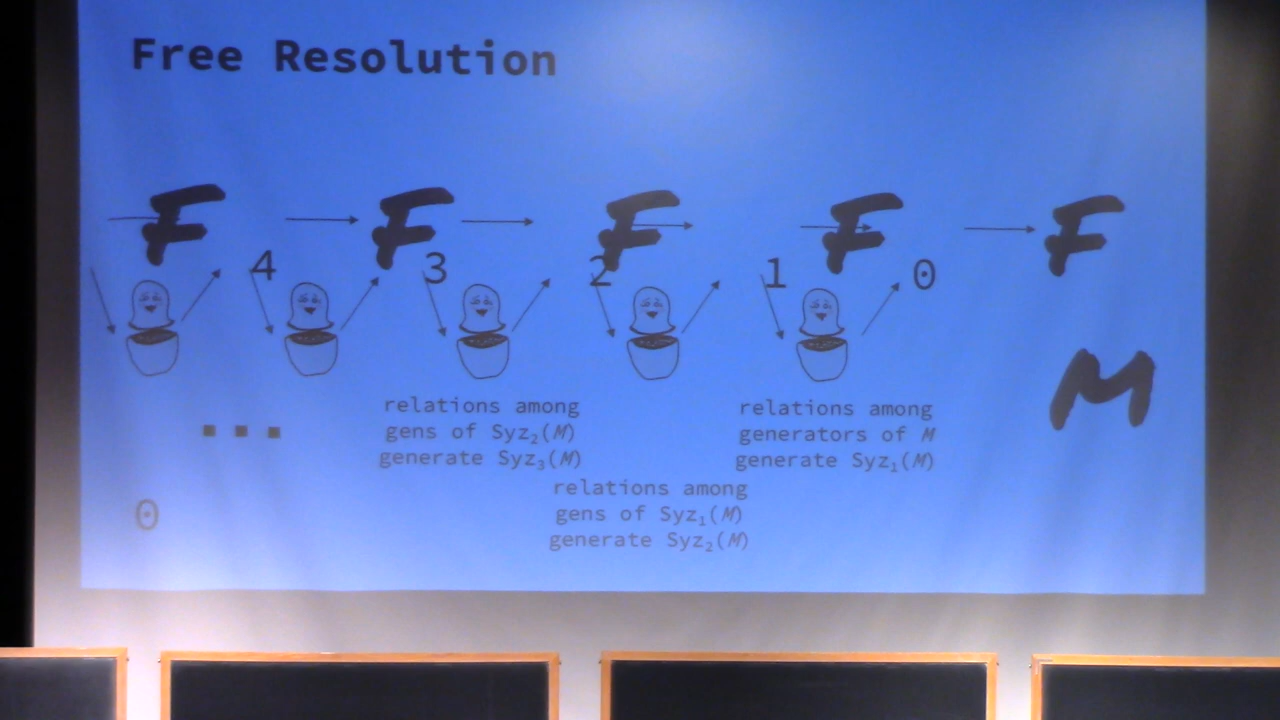 Free Resolution
F F F F F
4 3 2 1 0
M
relations among
gens of Syz₂(M)
generate Syz₃(M)
relations among
generators of M
generate Syz₁(M)
...
relations among
gens of Syz₁(M)
generate Syz₂(M)
0